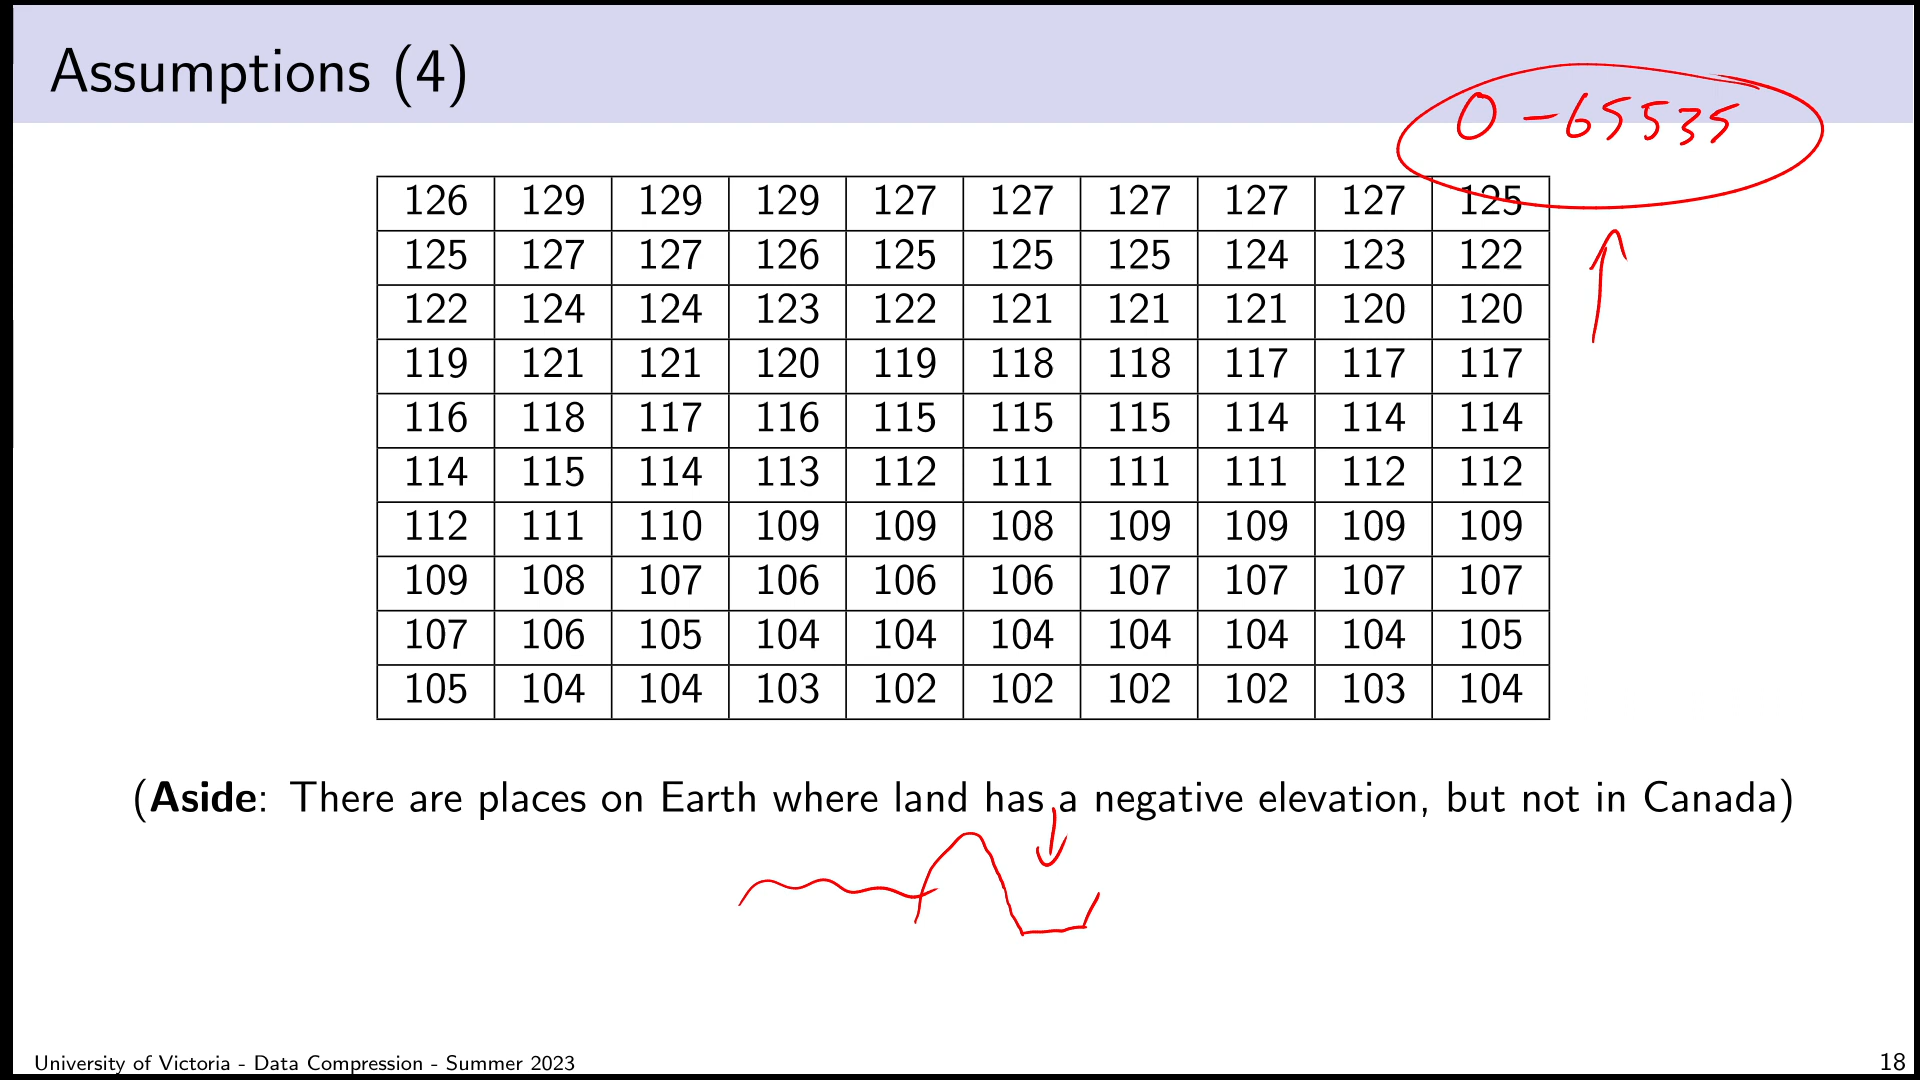 Assumptions (4)
0 - 65535
126 129 129 129 127 127 127 127 127 125
125 127 127 126 125 125 125 124 123 122
122 124 124 123 122 121 121 121 120 120
119 121 121 120 119 118 118 117 117 117
116 118 117 116 115 115 115 114 114 114
114 115 114 113 112 111 111 111 112 112
112 111 110 109 109 108 109 109 109 109
109 108 107 106 106 106 107 107 107 107
107 106 105 104 104 104 104 104 104 105
105 104 104 103 102 102 102 102 103 104
(Aside: There are places on Earth where land has a negative elevation, but not in Canada)
University of Victoria - Data Compression - Summer 2023
18